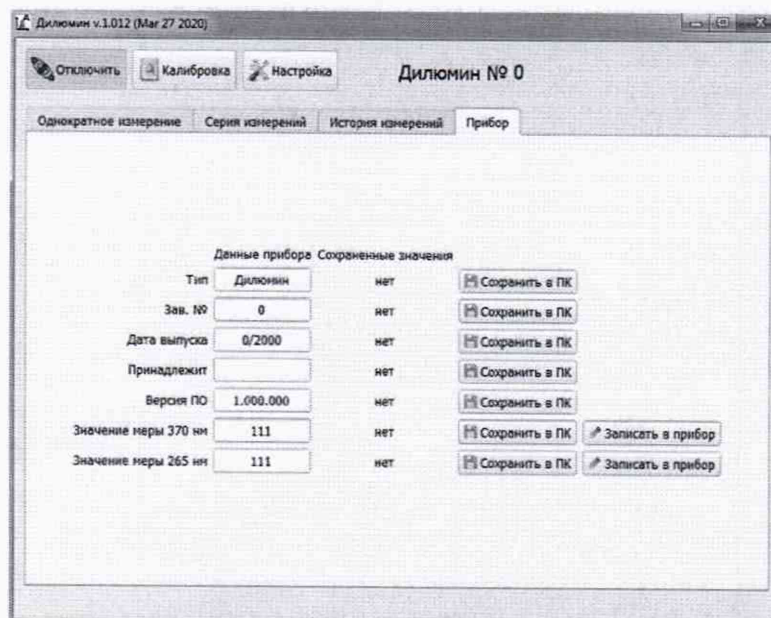 Дилюмин v.1.012 (Mar 27 2020)
Отключить Калибровка Настройка Дилюмин № 0
Однократное измерение Серия измерений История измерений Прибор
Данные прибора Сохраненные значения
Тип Дилюмин нет Сохранить в ПК
Зав. № 0 нет Сохранить в ПК
Дата выпуска 0/2000 нет Сохранить в ПК
Принадлежит нет Сохранить в ПК
Версия ПО 1.000.000 нет Сохранить в ПК
Значение меры 370 нм 111 нет Сохранить в ПК Записать в прибор
Значение меры 265 нм 111 нет Сохранить в ПК Записать в прибор